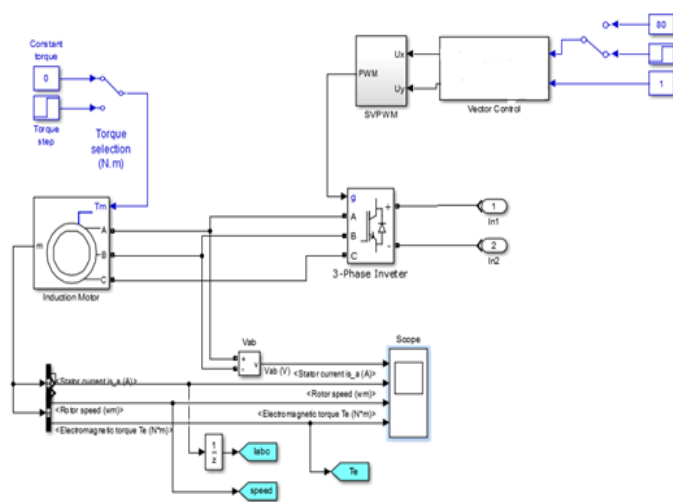 Constant
torque
0
Torque
step
Torque
selection
(N.m)
80
1
Ux
PWM
Uy
SVPWM
Vector Control
Tm
m
A
B
C
Induction Motor
g
A
B
C
+
-
3-Phase Inveter
1
In1
2
In2
Vab
+
-
v
Vab (V)
Scope
<Stator current is_a (A)>
<Rotor speed (wm)>
<Electromagnetic torque Te (N*m)>
<Stator current is_a (A)>
<Rotor speed (wm)>
<Electromagnetic torque Te (N*m)>
1
z
Iabc
Te
speed